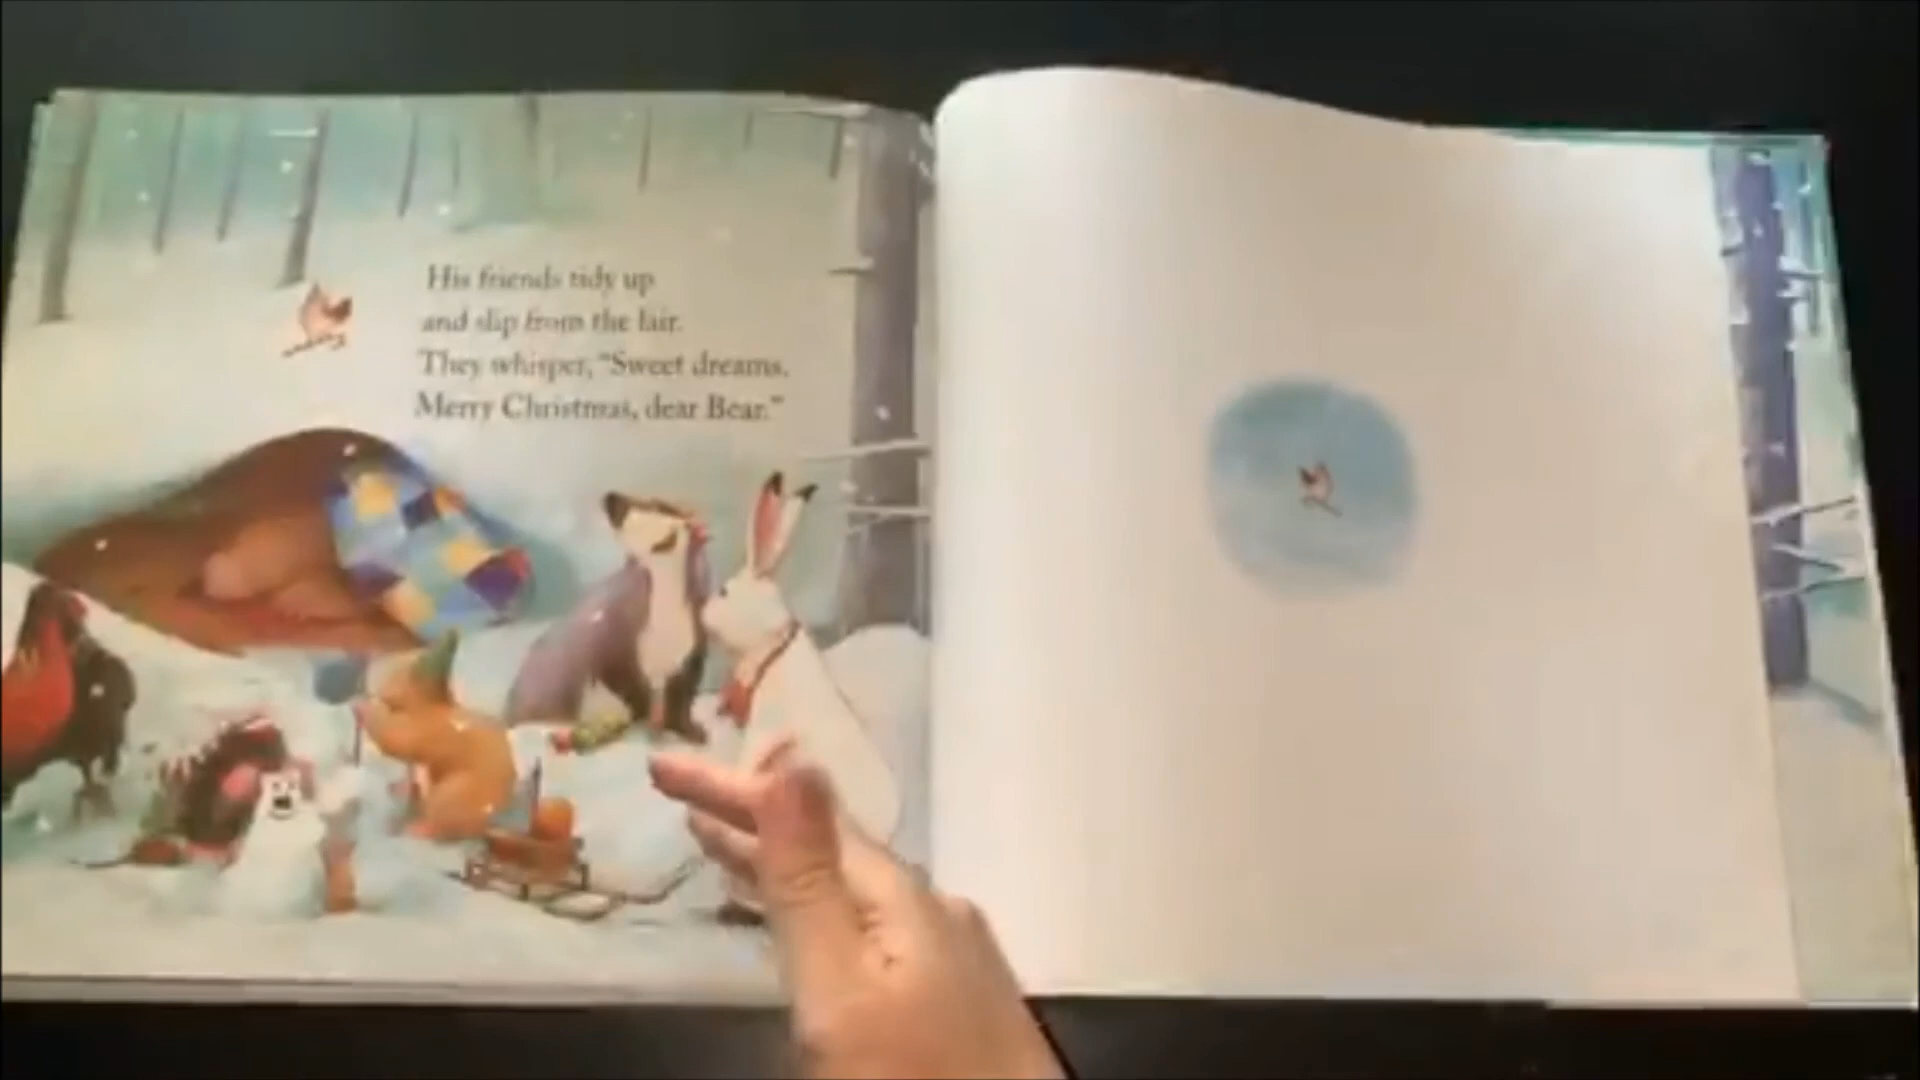 His friends tidy up
and slip from the lair.
They whisper, “Sweet dreams,
Merry Christmas, dear Bear.”